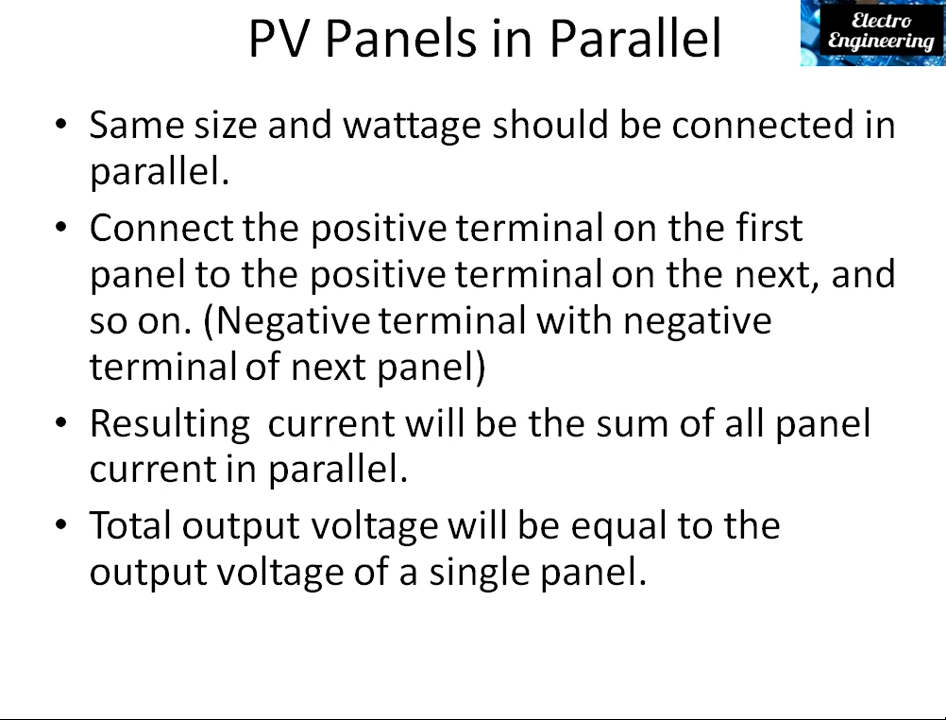 PV Panels in Parallel
Electro
Engineering
• Same size and wattage should be connected in
parallel.
• Connect the positive terminal on the first
panel to the positive terminal on the next, and
so on. (Negative terminal with negative
terminal of next panel)
• Resulting  current will be the sum of all panel
current in parallel.
• Total output voltage will be equal to the
output voltage of a single panel.